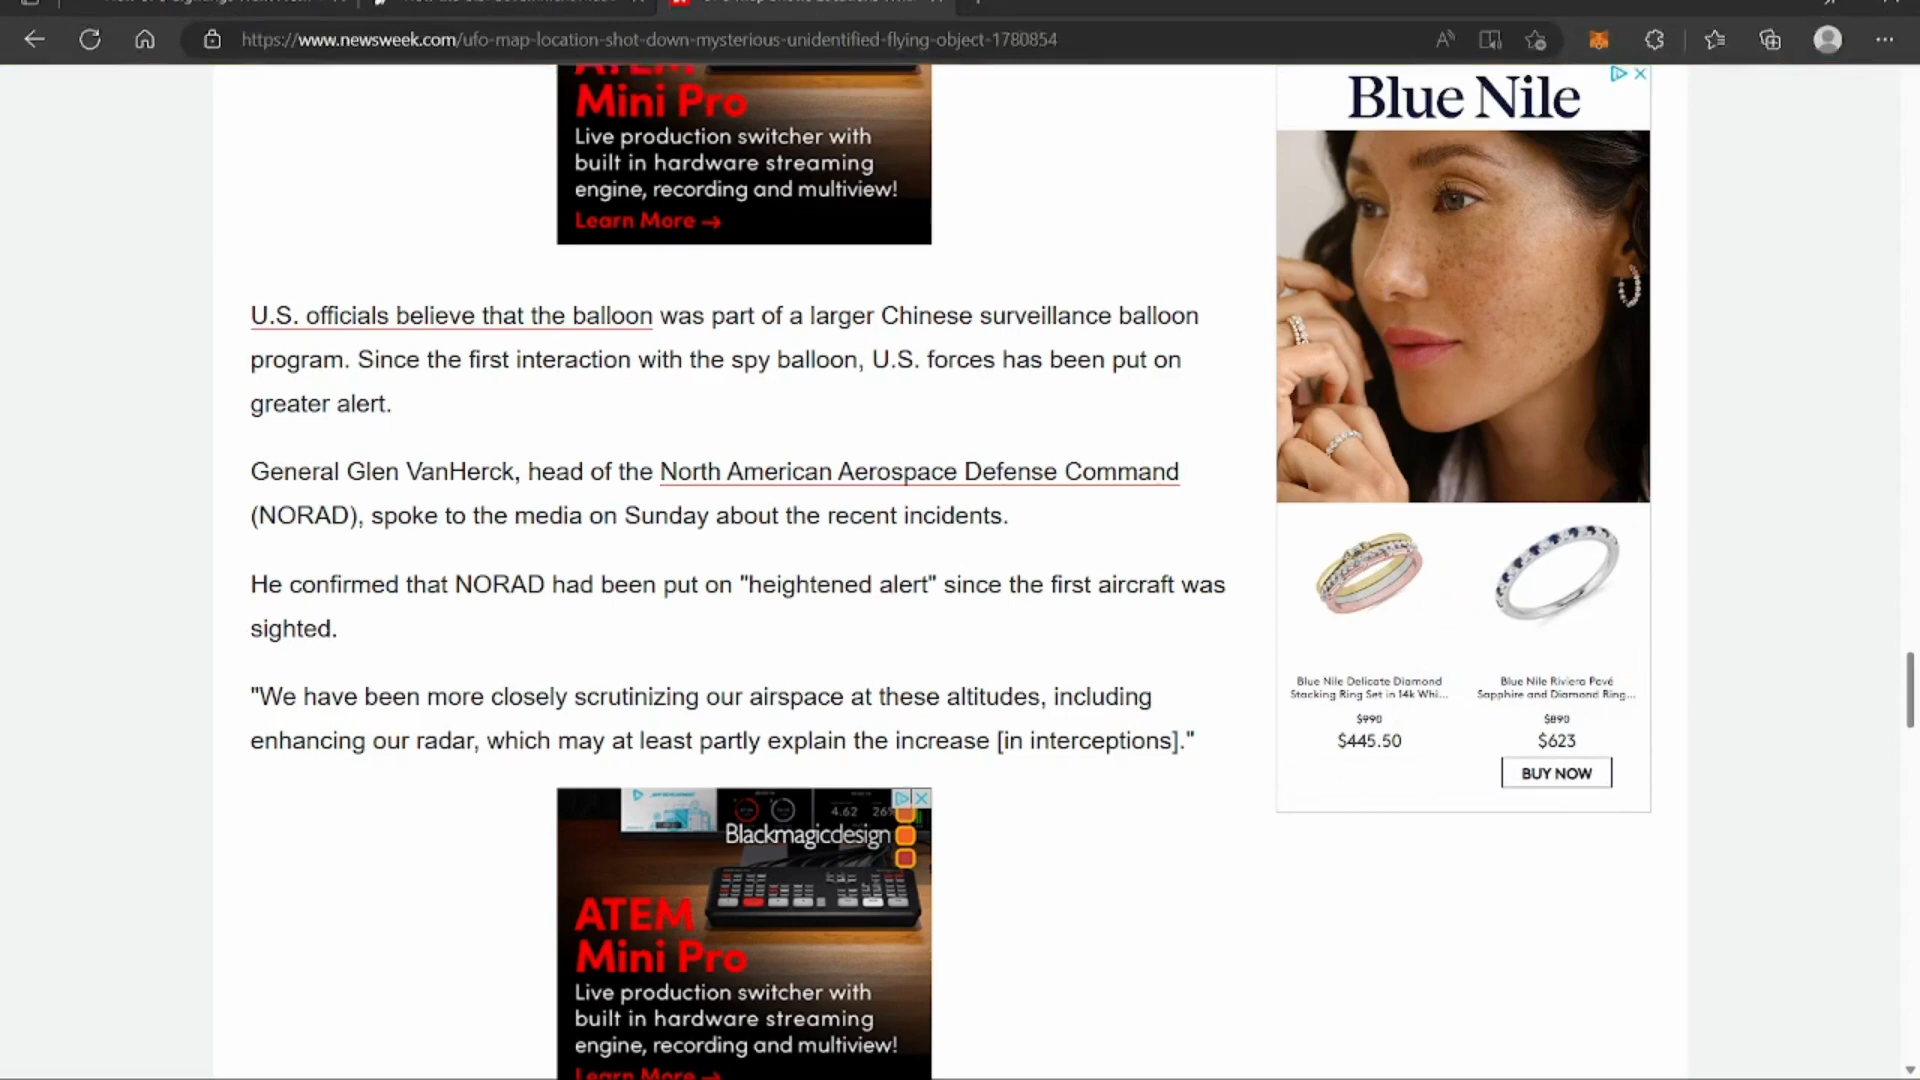 https://www.newsweek.com/ufo-map-location-shot-down-mysterious-unidentified-flying-object-1780854
Mini Pro
Live production switcher with
built in hardware streaming
engine, recording and multiview!
Learn More →
U.S. officials believe that the balloon was part of a larger Chinese surveillance balloon
program. Since the first interaction with the spy balloon, U.S. forces has been put on
greater alert.
General Glen VanHerck, head of the North American Aerospace Defense Command
(NORAD), spoke to the media on Sunday about the recent incidents.
He confirmed that NORAD had been put on "heightened alert" since the first aircraft was
sighted.
"We have been more closely scrutinizing our airspace at these altitudes, including
enhancing our radar, which may at least partly explain the increase [in interceptions]."
4.62 26%
Blackmagicdesign
ATEM
Mini Pro
Live production switcher with
built in hardware streaming
engine, recording and multiview!
Learn More →
Blue Nile
Blue Nile Delicate Diamond
Stacking Ring Set in 14k Whi...
$990
$445.50
Blue Nile Riviera Pavé
Sapphire and Diamond Ring...
$890
$623
BUY NOW